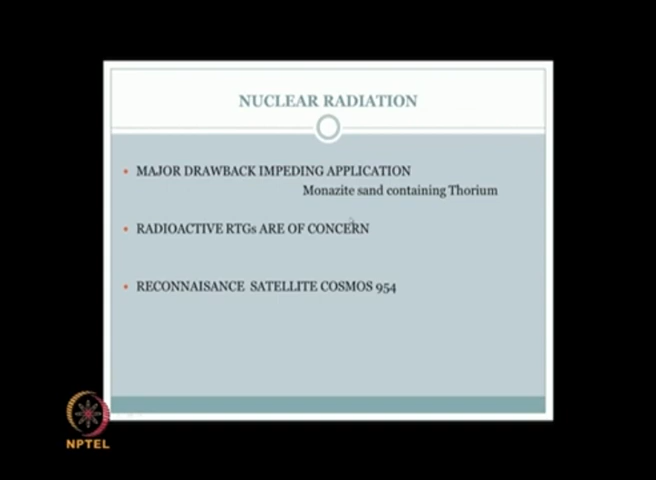 NUCLEAR RADIATION
MAJOR DRAWBACK IMPEDING APPLICATION
Monazite sand containing Thorium
RADIOACTIVE RTGs ARE OF CONCERN
RECONNAISANCE SATELLITE COSMOS 954
NPTEL